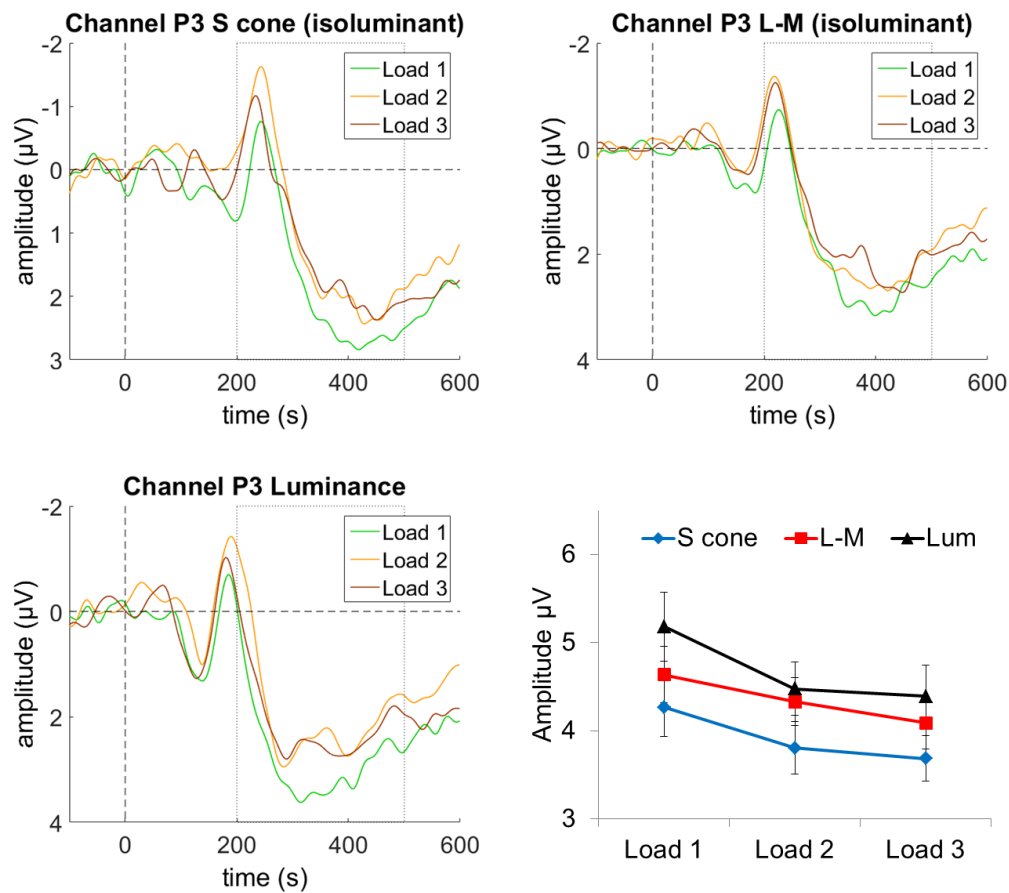 Channel P3 S cone (isoluminant)
-2
-1
0
1
2
3
amplitude (µV)
Load 1
Load 2
Load 3
0
200
400
600
time (s)
Channel P3 L-M (isoluminant)
-2
0
2
4
amplitude (µV)
Load 1
Load 2
Load 3
0
200
400
600
time (s)
Channel P3 Luminance
-2
0
2
4
amplitude (µV)
Load 1
Load 2
Load 3
0
200
400
600
time (s)
S cone L-M Lum
6
5
4
3
Amplitude µV
Load 1 Load 2 Load 3